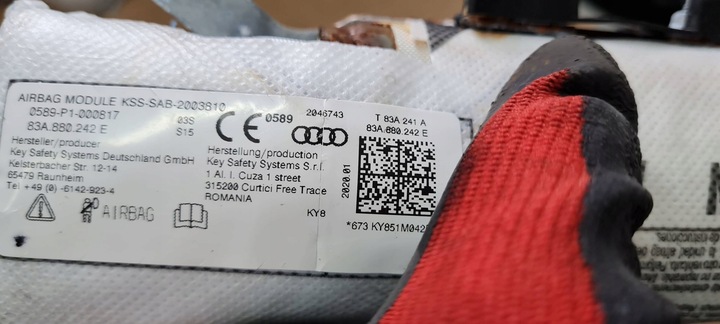 AIRBAG MODULE KSS-SAB-2003810
0589-P1-000817
83A.880.242 E
03S
S15
Hersteller/producer
Key Safety Systems Deutschland GmbH
Kelsterbacher Str. 12-14
65479 Raunheim
Tel +49 (0) -6142-923-4
AIRBAG
CE 0589
2046743
Herstellung/production
Key Safety Systems S.r.l.
1 Al. I. Cuza 1 street
315200 Curtici Free Trace
ROMANIA
KY8
T 83A 241 A
83A.880.242 E
2020.01
*673 KY851M042